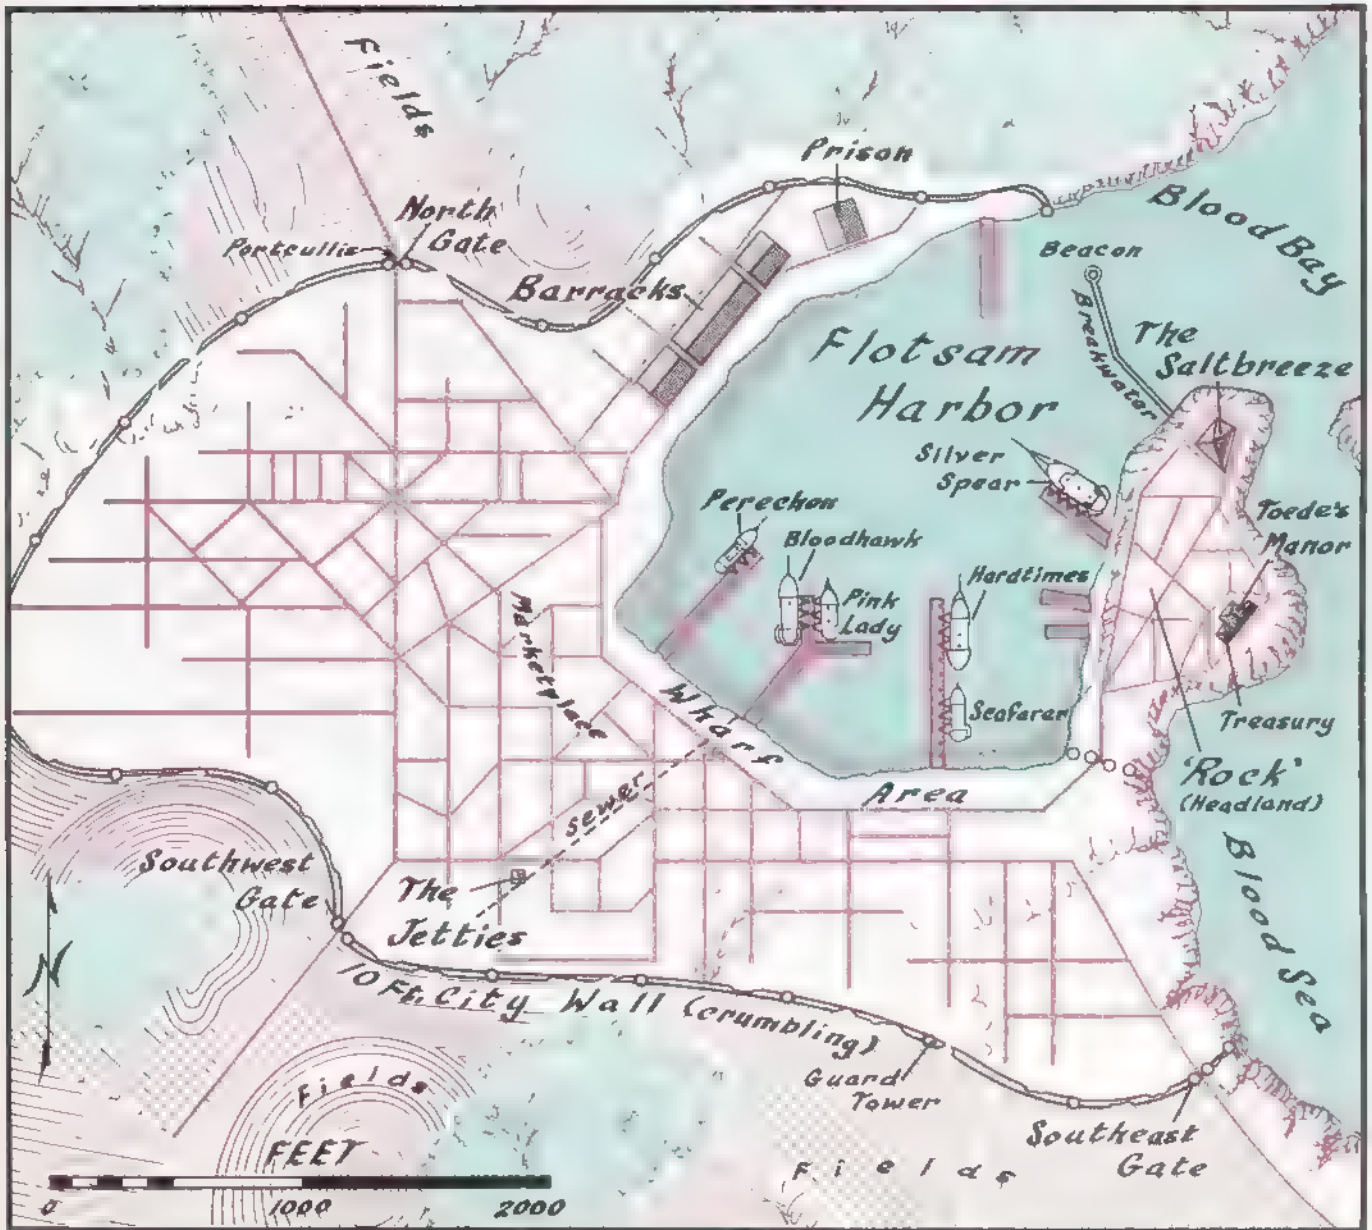 Fields
Prison
North
Gate
Portcullis
Barracks
Blood Bay
Beacon
Breakwater
The
Saltbreeze
Flotsam
Harbor
Silver
Spear
Perechon
Bloodhawk
Pink
Lady
Hardtimes
Toede's
Manor
Marketplace
Wharf
Area
Seafarer
Treasury
'Rock'
(Headland)
Sewer
Southwest
Gate
The
Jetties
Blood Sea
N
10 Ft. City Wall (crumbling)
Guard
Tower
Fields
Southeast
Gate
Fields
FEET
0 1000 2000